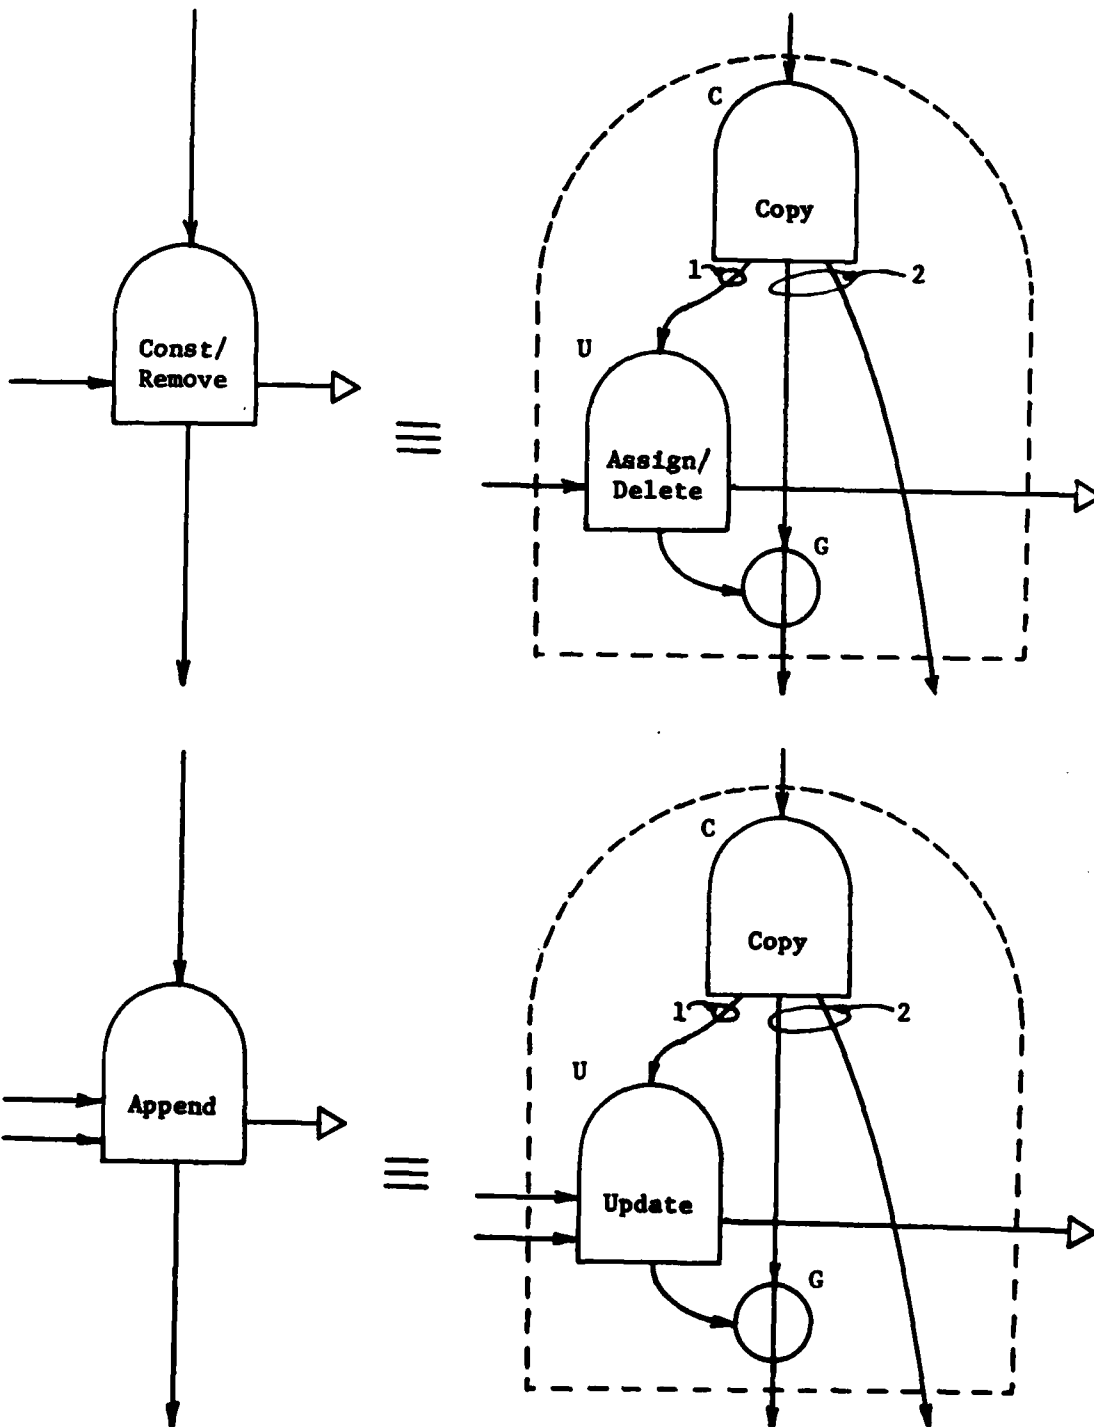 C
Copy
1
2
Const/
Remove
U
Assign/
Delete
≡
G
C
Copy
1
2
U
Append
Update
≡
G